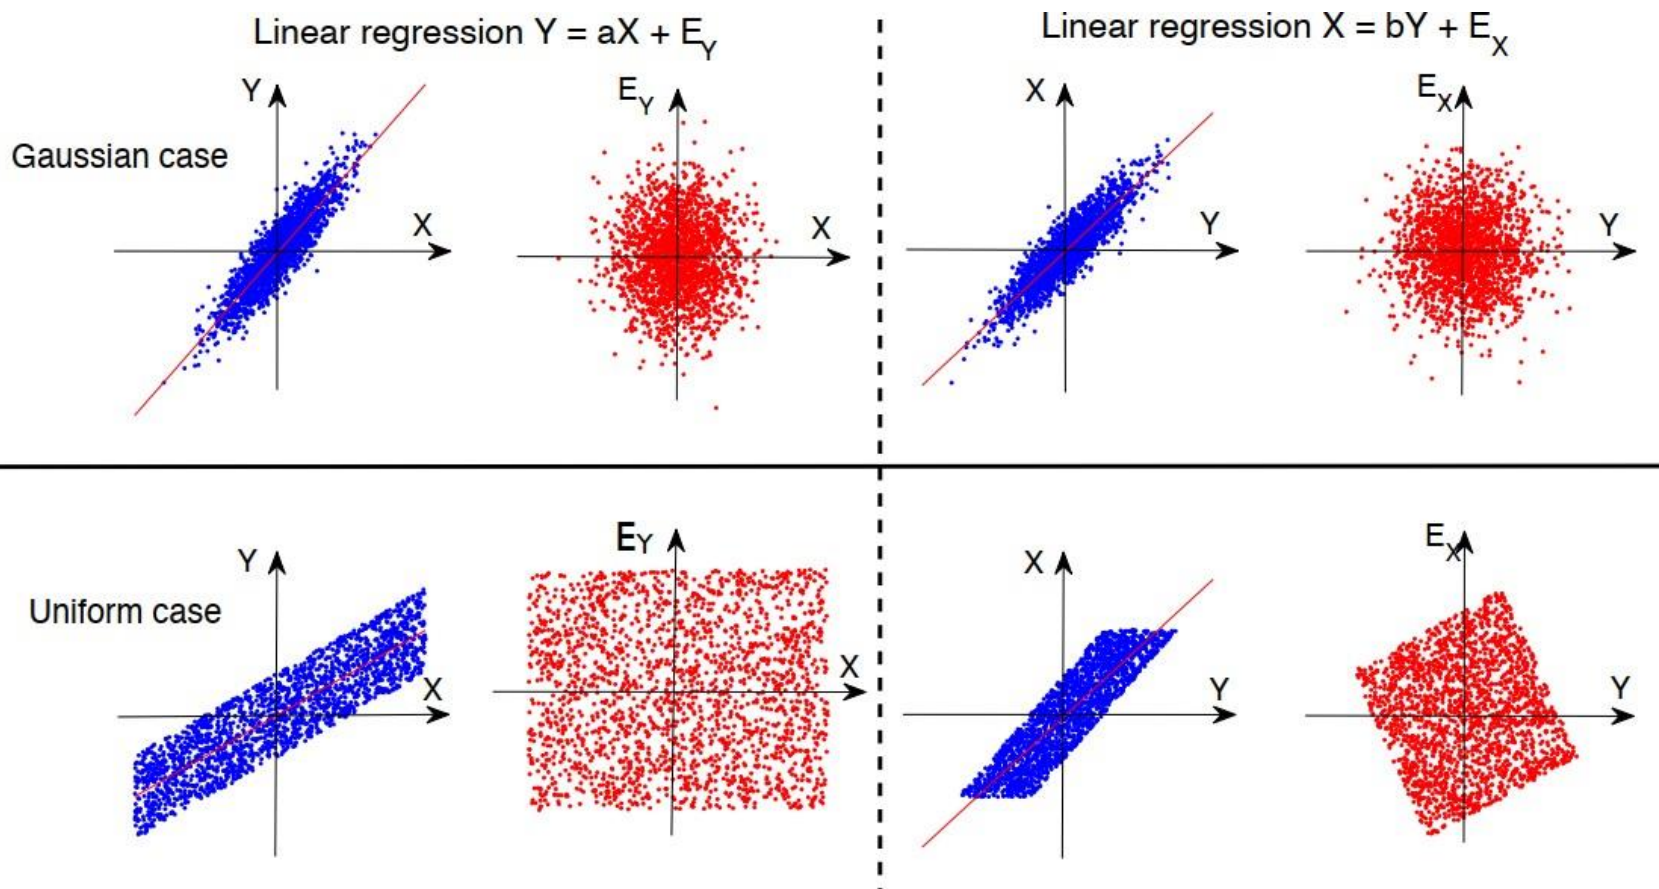 Linear regression Y = aX + E_Y
Linear regression X = bY + E_X
Gaussian case
Y
X
E_Y
X
X
Y
E_X
Y
Uniform case
Y
X
E_Y
X
X
Y
E_X
Y